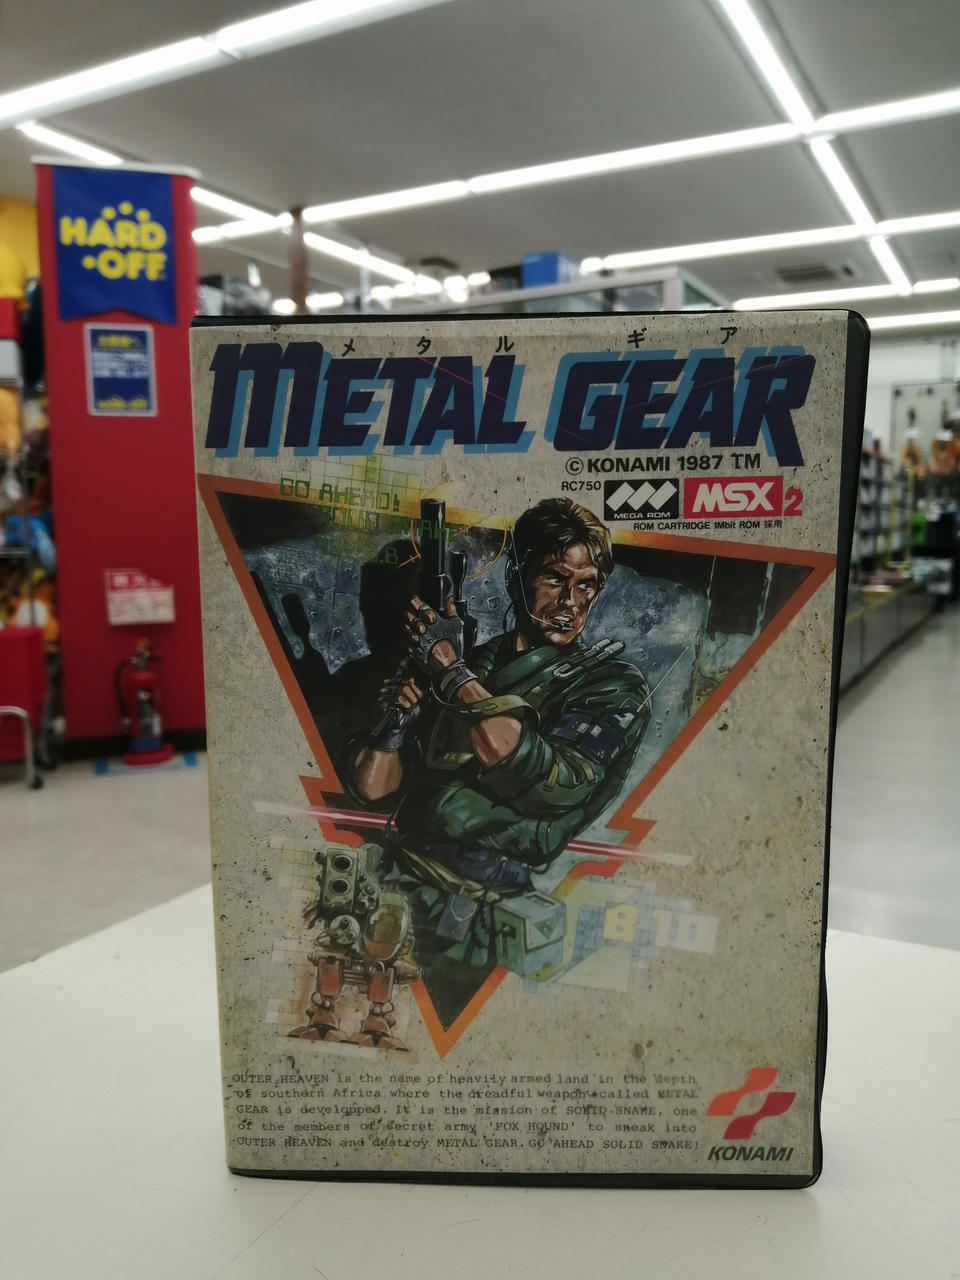 HARD
OFF
メタル ギア
METAL GEAR
© KONAMI 1987 TM
RC750
MEGA ROM
MSX2
ROM CARTRIDGE 1Mbit ROM 採用
GO AHEAD!
SOLID
8 10
OUTER HEAVEN is the name of heavily armed land in the depth
of southern Africa where the dreadful weapon called METAL
GEAR is developped. It is the mission of SOLID SNAKE, one
of the members of secret army 'FOX HOUND' to sneak into
OUTER HEAVEN and destroy METAL GEAR. GO AHEAD SOLID SNAKE!
KONAMI